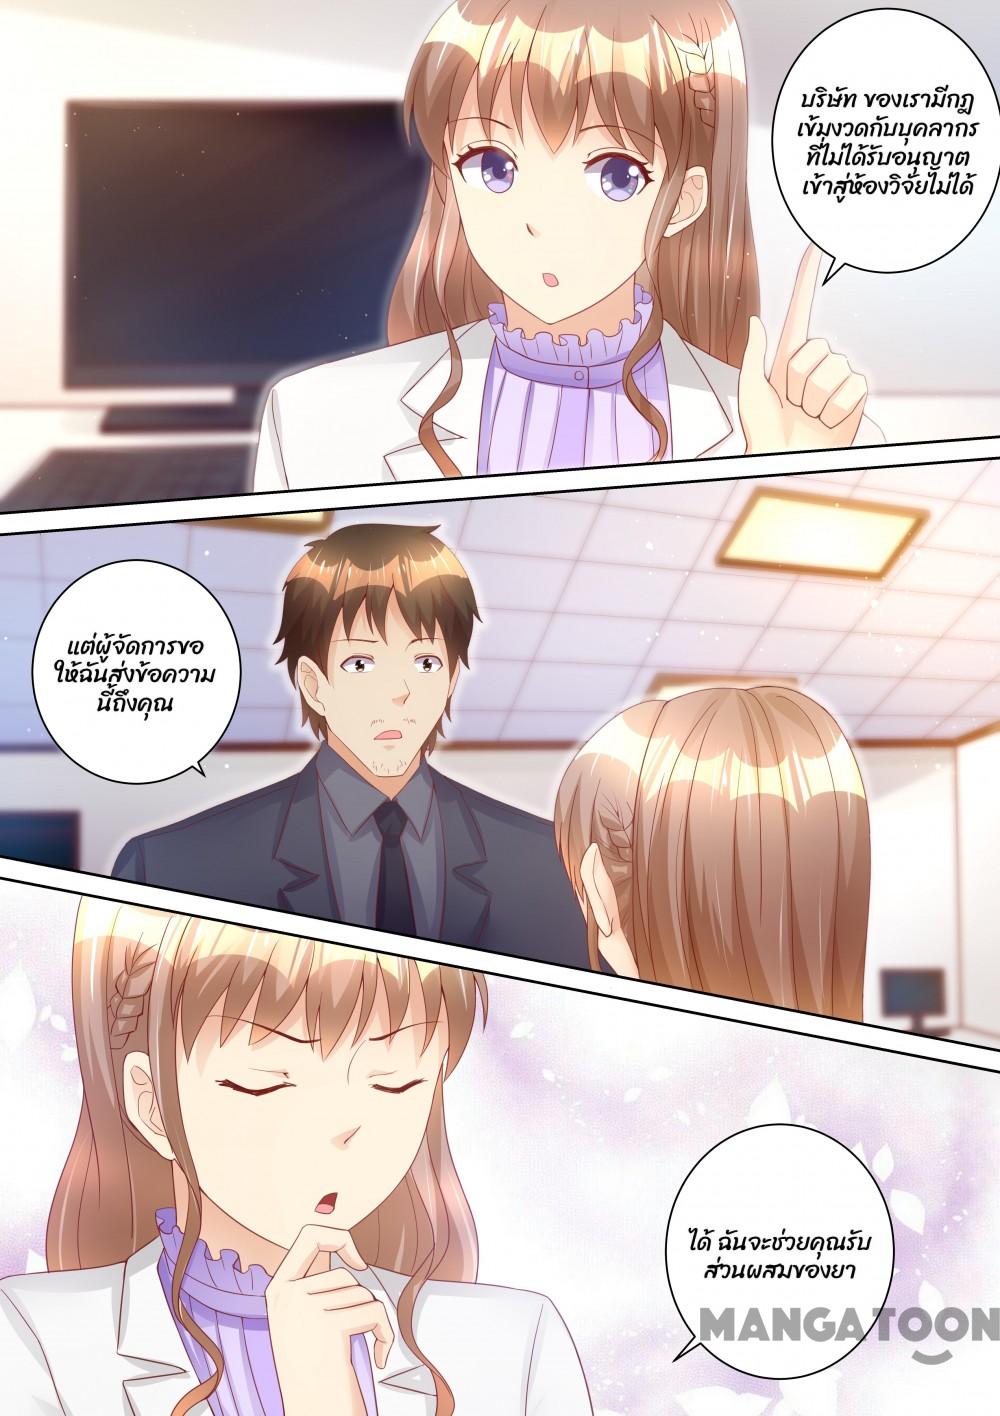 บริษัท ของเรามีกฎ
เข้มงวดกับบุคลากร
ที่ไม่ได้รับอนุญาต
เข้าสู่ห้องวิจัยไม่ได้
แต่ผู้จัดการขอ
ให้ฉันส่งข้อความ
นี้ถึงคุณ
ได้ ฉันจะช่วยคุณรับ
ส่วนผสมของยา
MANGATOON